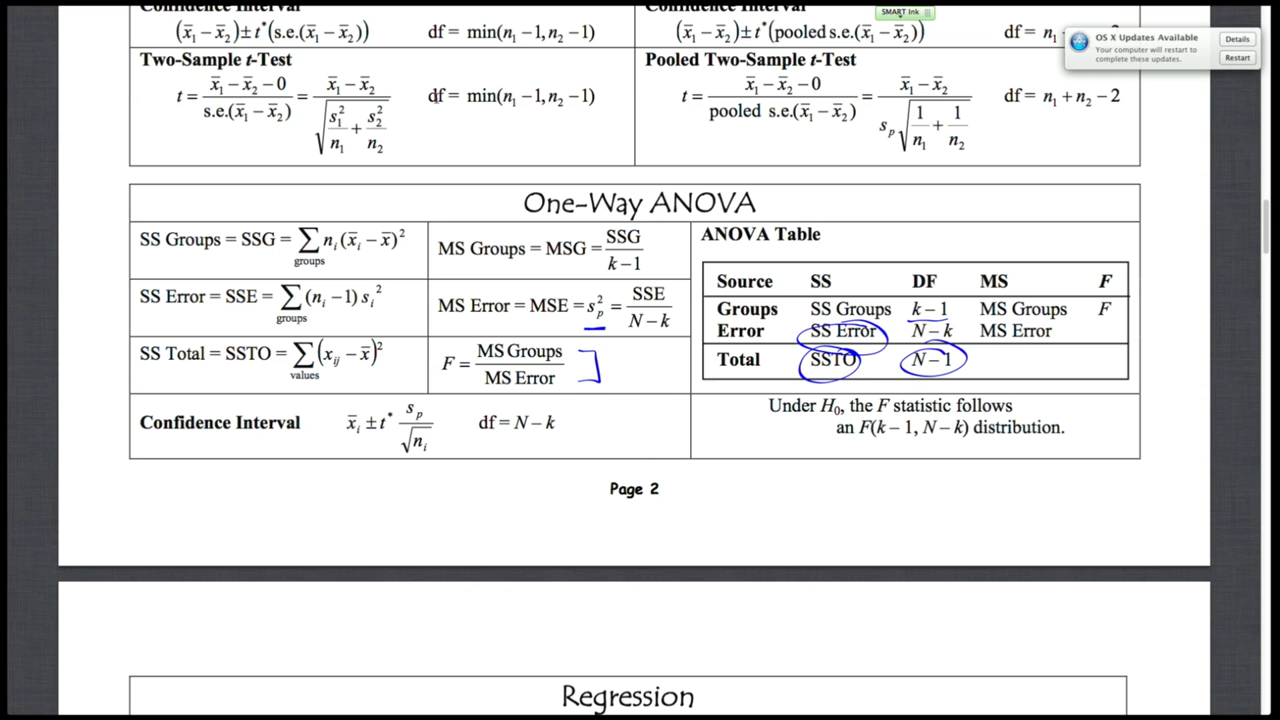 Confidence Interval
(x̄₁ − x̄₂) ± t*(s.e.(x̄₁ − x̄₂)) df = min(n₁ −1, n₂ −1)
Two-Sample t-Test
t = (x̄₁ − x̄₂ − 0) / (s.e.(x̄₁ − x̄₂)) = (x̄₁ − x̄₂) / √(s₁²/n₁ + s₂²/n₂) df = min(n₁ −1, n₂ −1)
Confidence Interval
(x̄₁ − x̄₂) ± t*(pooled s.e.(x̄₁ − x̄₂)) df = n₁
Pooled Two-Sample t-Test
t = (x̄₁ − x̄₂ − 0) / (pooled s.e.(x̄₁ − x̄₂)) = (x̄₁ − x̄₂) / (sₚ√(1/n₁ + 1/n₂)) df = n₁ + n₂ − 2
SMART Ink
OS X Updates Available
Your computer will restart to
complete these updates.
Details
Restart
One-Way ANOVA
SS Groups = SSG = ∑ nᵢ(x̄ᵢ − x̄)²
groups
MS Groups = MSG = SSG / (k − 1)
SS Error = SSE = ∑ (nᵢ −1) sᵢ²
groups
MS Error = MSE = sₚ² = SSE / (N − k)
SS Total = SSTO = ∑ (xᵢⱼ − x̄)²
values
F = MS Groups / MS Error
ANOVA Table
Source SS DF MS F
Groups SS Groups k − 1 MS Groups F
Error SS Error N − k MS Error
Total SSTO N − 1
Confidence Interval x̄ᵢ ± t* sₚ/√nᵢ df = N − k
Under H₀, the F statistic follows
an F(k − 1, N − k) distribution.
Page 2
Regression